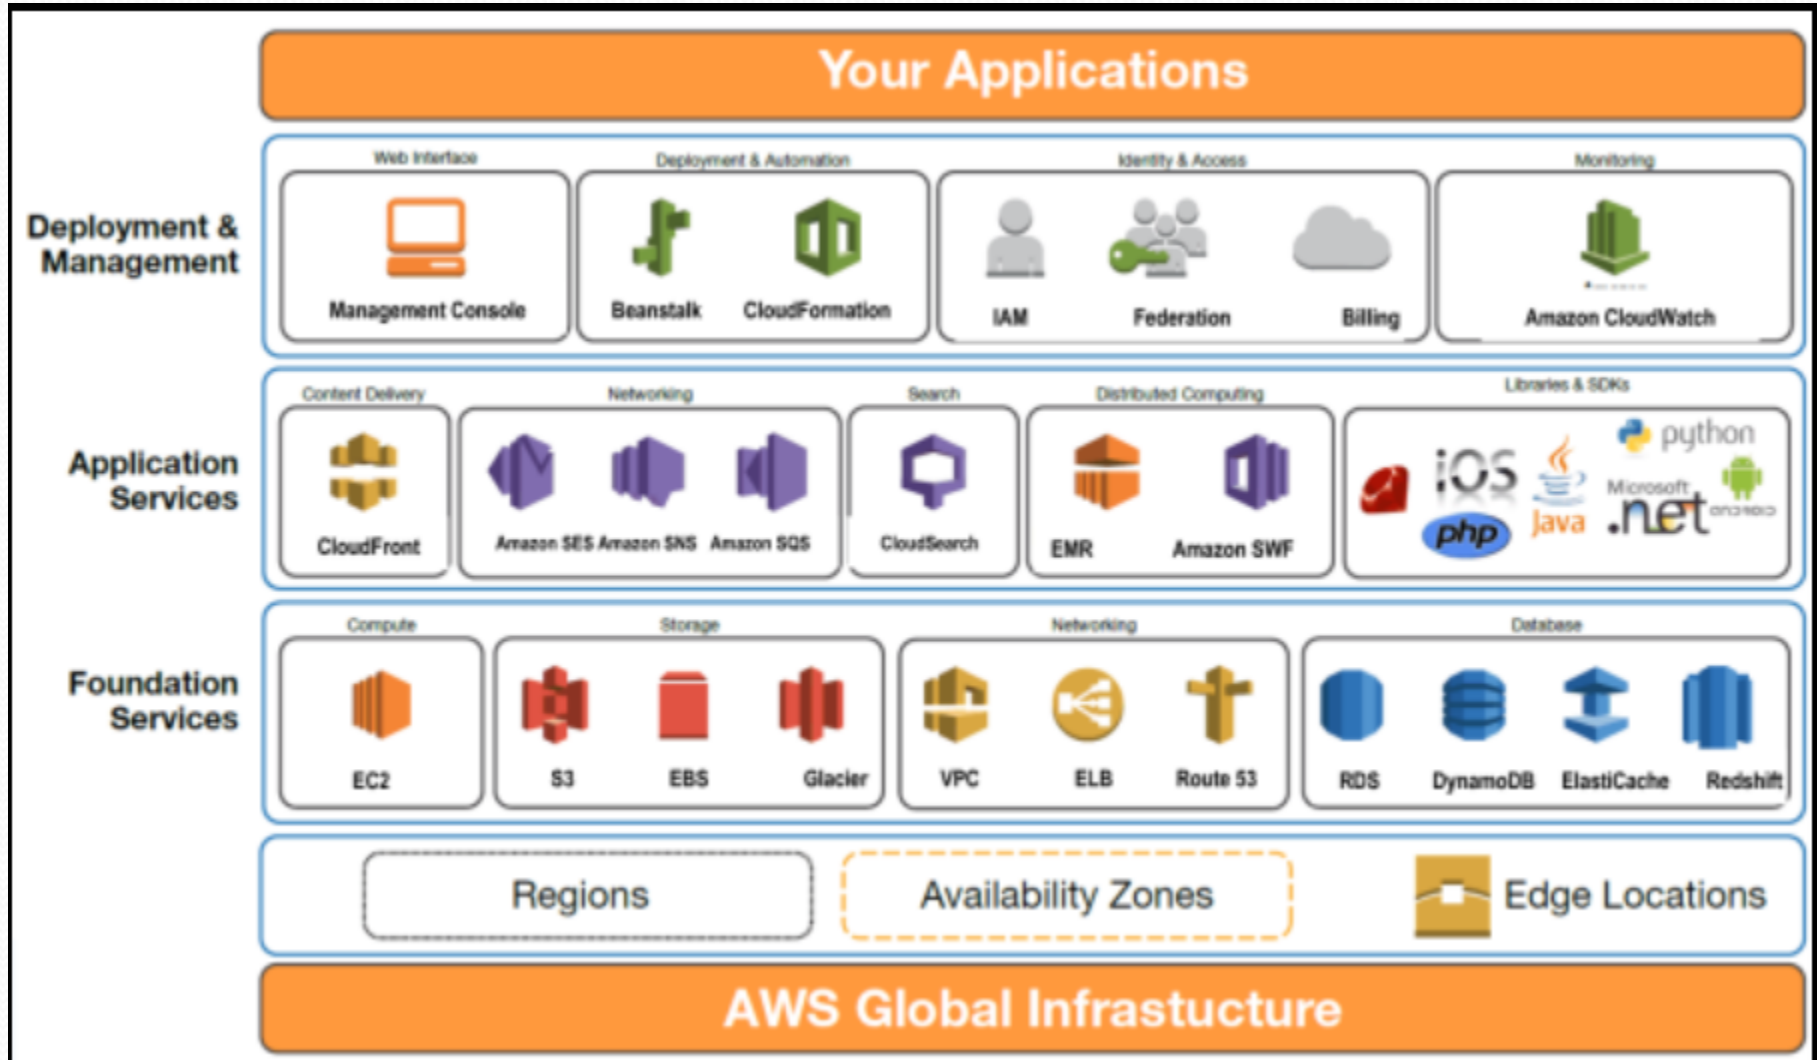 Your Applications
Deployment &
Management
Web Interface
Deployment & Automation
Identity & Access
Monitoring
Management Console
Beanstalk
CloudFormation
IAM
Federation
Billing
Amazon CloudWatch
Application
Services
Content Delivery
Networking
Search
Distributed Computing
Libraries & SDKs
CloudFront
Amazon SES
Amazon SNS
Amazon SQS
CloudSearch
EMR
Amazon SWF
python
iOS
Java
Microsoft
.net
android
php
Foundation
Services
Compute
Storage
Networking
Database
EC2
S3
EBS
Glacier
VPC
ELB
Route 53
RDS
DynamoDB
ElastiCache
Redshift
Regions
Availability Zones
Edge Locations
AWS Global Infrastucture